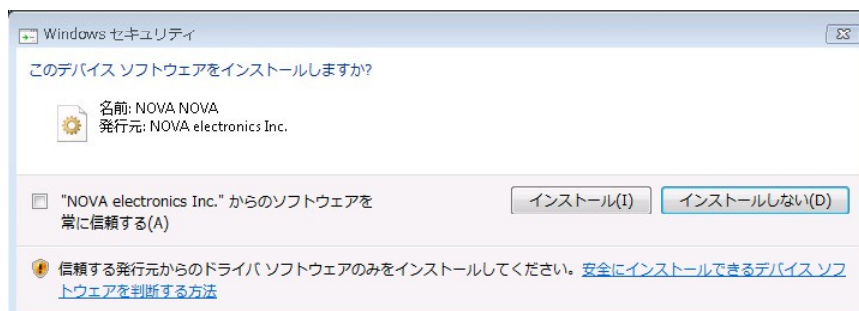 Windows セキュリティ
このデバイス ソフトウェアをインストールしますか?
名前: NOVA NOVA
発行元: NOVA electronics Inc.
"NOVA electronics Inc." からのソフトウェアを
常に信頼する(A)
インストール(I)
インストールしない(D)
信頼する発行元からのドライバ ソフトウェアのみをインストールしてください。安全にインストールできるデバイス ソフ
トウェアを判断する方法